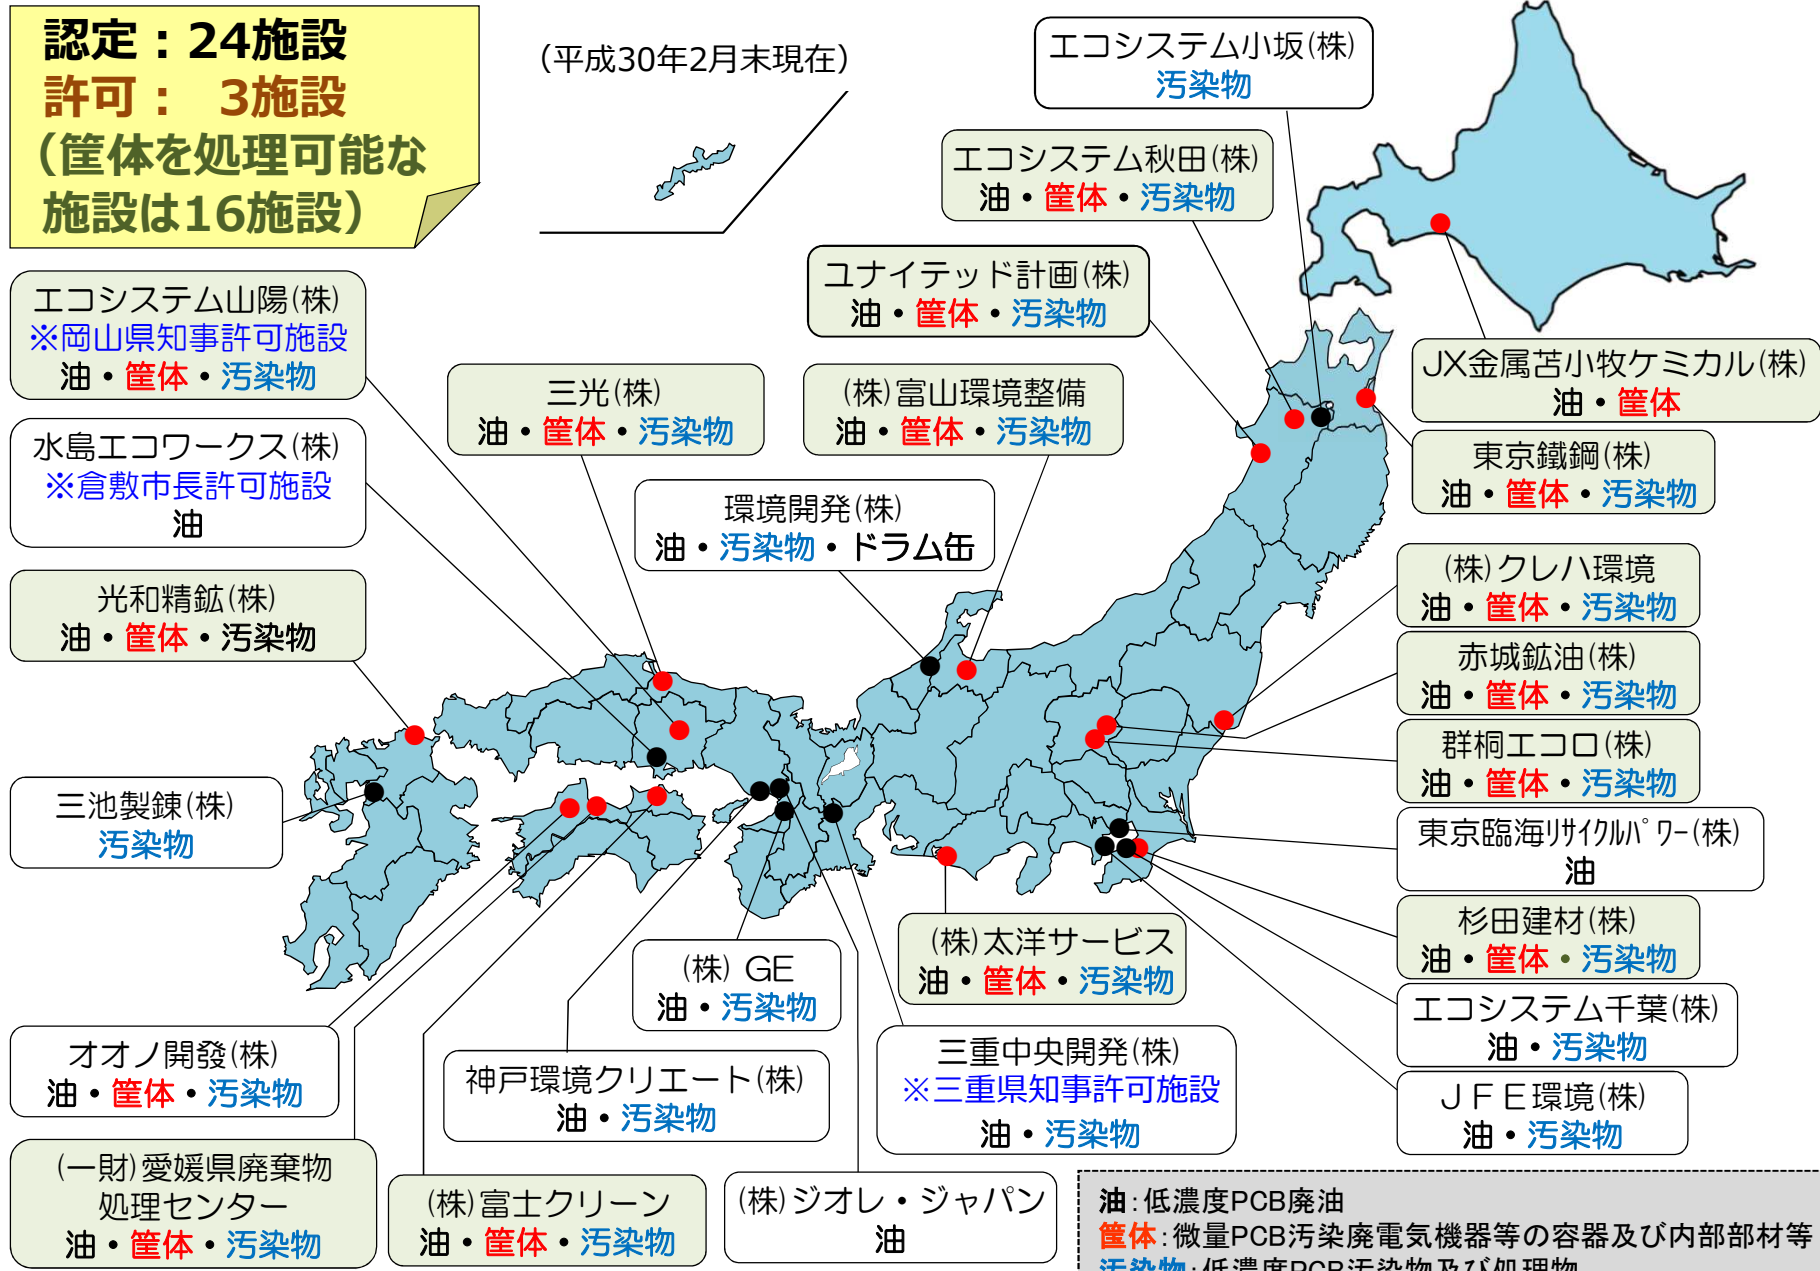 認定：24施設
許可： 3施設
（筐体を処理可能な
施設は16施設）
（平成30年2月末現在）
エコシステム小坂(株)
汚染物
エコシステム秋田(株)
油・筐体・汚染物
ユナイテッド計画(株)
油・筐体・汚染物
エコシステム山陽(株)
※岡山県知事許可施設
油・筐体・汚染物
三光(株)
油・筐体・汚染物
(株)富山環境整備
油・筐体・汚染物
JX金属苫小牧ケミカル(株)
油・筐体
水島エコワークス(株)
※倉敷市長許可施設
油
環境開発(株)
油・汚染物・ドラム缶
東京鐵鋼(株)
油・筐体・汚染物
光和精鉱(株)
油・筐体・汚染物
(株)クレハ環境
油・筐体・汚染物
赤城鉱油(株)
油・筐体・汚染物
群桐エコロ(株)
油・筐体・汚染物
三池製錬(株)
汚染物
東京臨海ﾘｻｲｸﾙﾊﾟﾜｰ(株)
油
杉田建材(株)
油・筐体・汚染物
(株)太洋サービス
油・筐体・汚染物
(株) GE
油・汚染物
エコシステム千葉(株)
油・汚染物
オオノ開發(株)
油・筐体・汚染物
神戸環境クリエート(株)
油・汚染物
三重中央開発(株)
※三重県知事許可施設
油・汚染物
ＪＦＥ環境(株)
油・汚染物
(一財)愛媛県廃棄物
処理センター
油・筐体・汚染物
(株)富士クリーン
油・筐体・汚染物
(株)ジオレ・ジャパン
油
油：低濃度PCB廃油
筐体：微量PCB汚染廃電気機器等の容器及び内部部材等
汚染物：低濃度PCB汚染物及び処理物